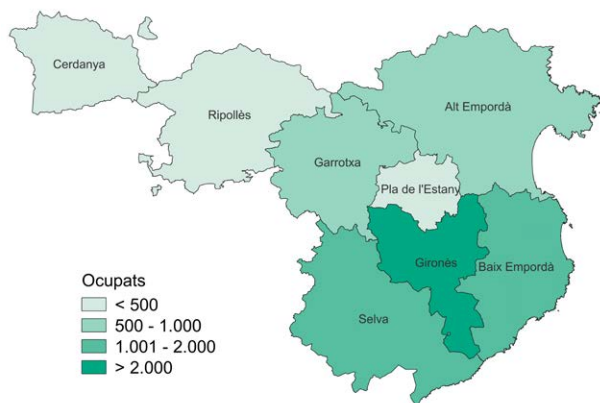 Cerdanya
Ripollès
Alt Empordà
Garrotxa
Pla de l'Estany
Gironès
Baix Empordà
Selva
Ocupats
< 500
500 - 1.000
1.001 - 2.000
> 2.000